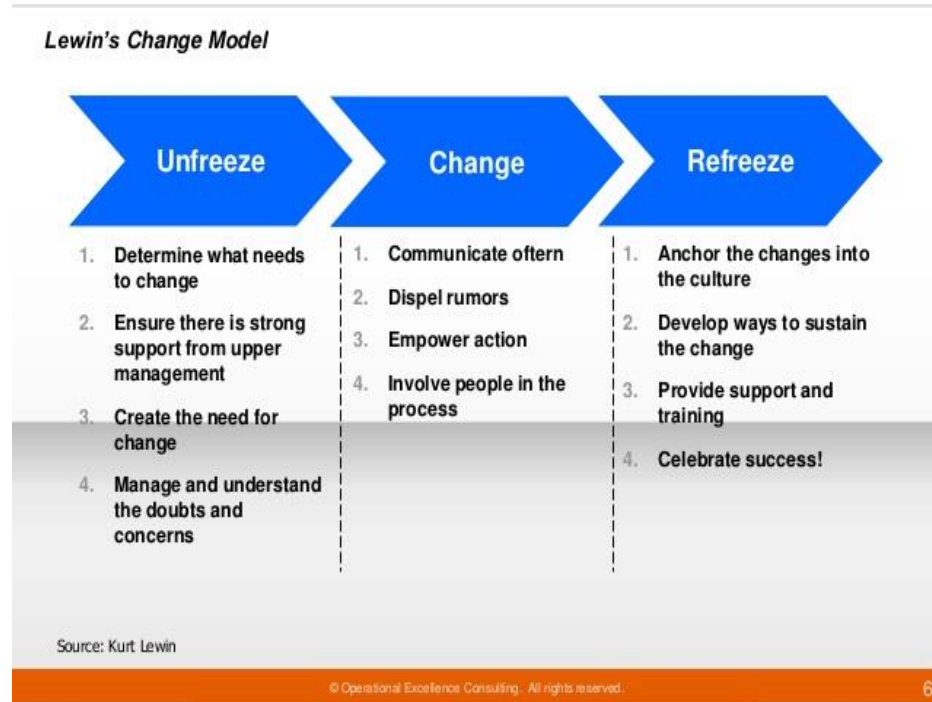 Lewin's Change Model
Unfreeze
1. Determine what needs
to change
2. Ensure there is strong
support from upper
management
3. Create the need for
change
4. Manage and understand
the doubts and
concerns
Change
1. Communicate oftern
2. Dispel rumors
3. Empower action
4. Involve people in the
process
Refreeze
1. Anchor the changes into
the culture
2. Develop ways to sustain
the change
3. Provide support and
training
4. Celebrate success!
Source: Kurt Lewin
© Operational Excellence Consulting. All rights reserved.
6